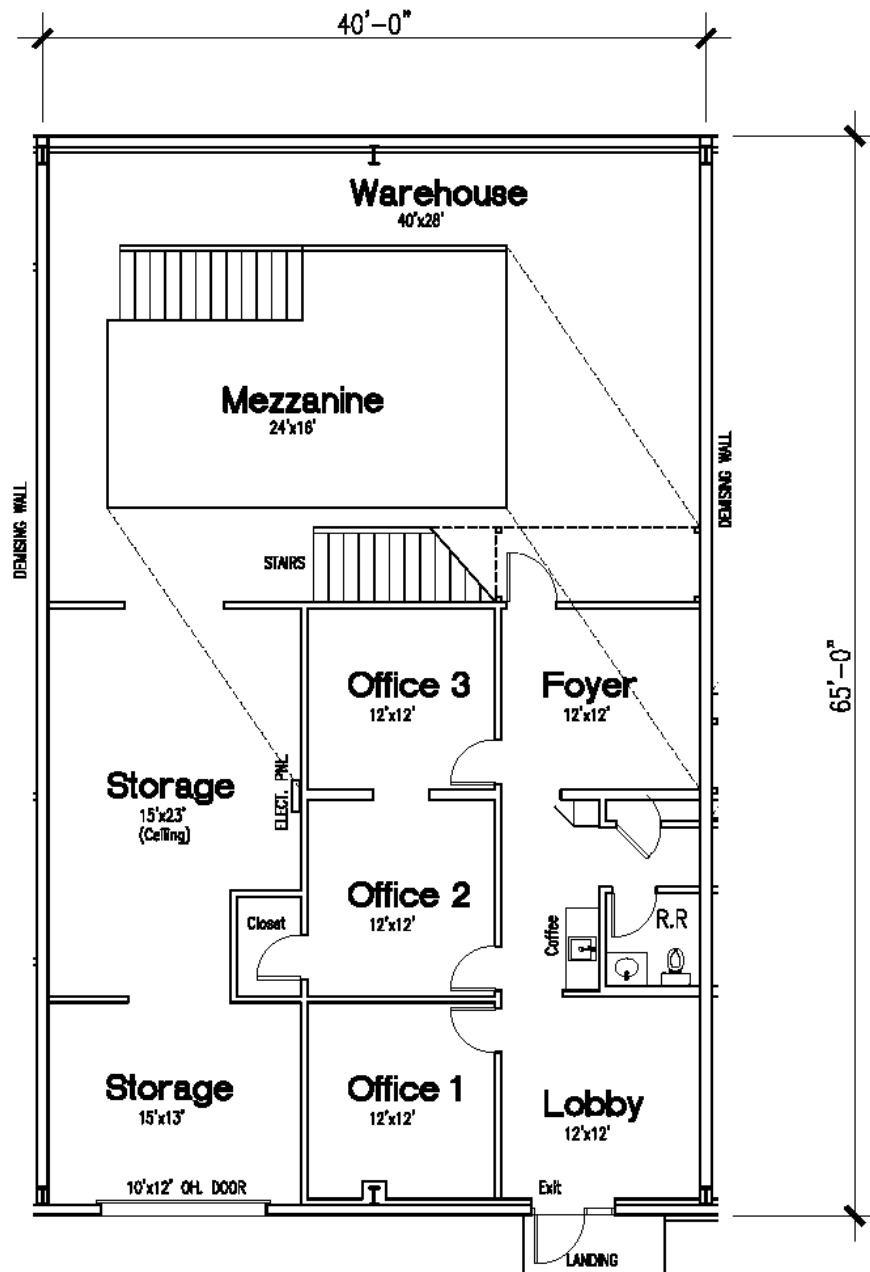 40'-0"
Warehouse
40'x28'
Mezzanine
24'x16'
DEMISING WALL
DEMISING WALL
STAIRS
65'-0"
Office 3
12'x12'
Foyer
12'x12'
Storage
15'x23'
(Ceiling)
ELECT. PNL.
Office 2
12'x12'
Closet
Coffee
R.R
Storage
15'x13'
Office 1
12'x12'
Lobby
12'x12'
10'x12' OH. DOOR
Exit
LANDING